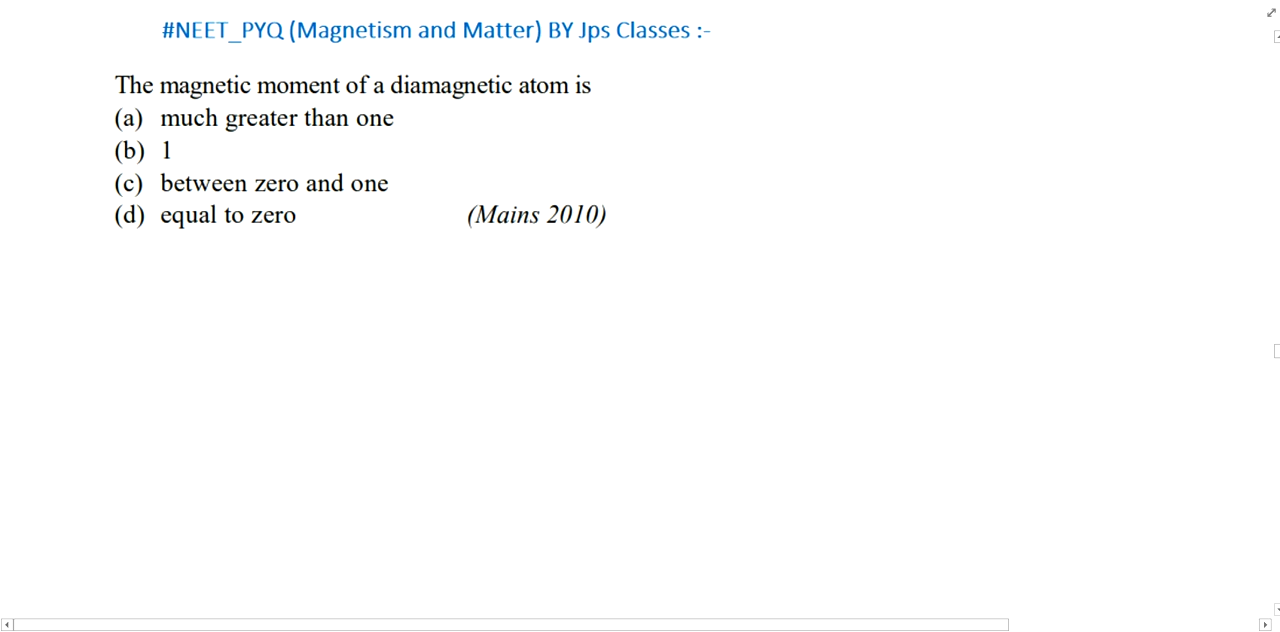 #NEET_PYQ (Magnetism and Matter) BY Jps Classes :-
The magnetic moment of a diamagnetic atom is
(a) much greater than one
(b) 1
(c) between zero and one
(d) equal to zero (Mains 2010)